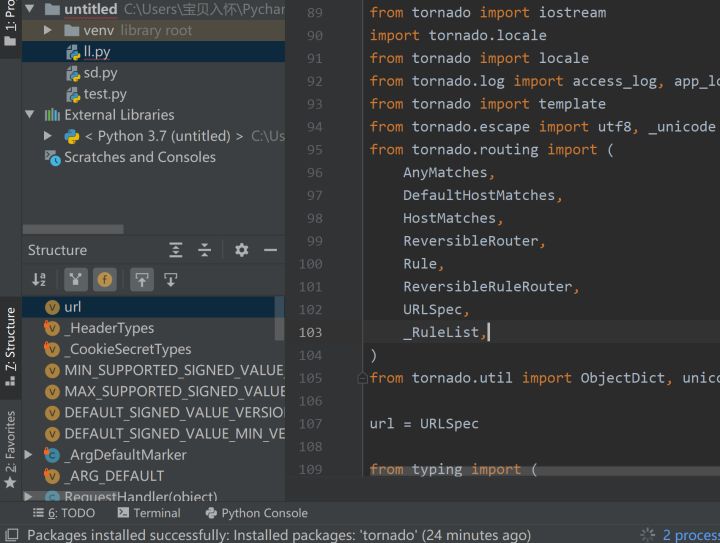 1: Pro
untitled C:\Users\宝贝入怀\Pychar
venv library root
ll.py
sd.py
test.py
External Libraries
< Python 3.7 (untitled) > C:\Us
Scratches and Consoles
Structure
url
_HeaderTypes
_CookieSecretTypes
MIN_SUPPORTED_SIGNED_VALUE_
MAX_SUPPORTED_SIGNED_VALUE
DEFAULT_SIGNED_VALUE_VERSIO
DEFAULT_SIGNED_VALUE_MIN_VE
_ArgDefaultMarker
_ARG_DEFAULT
RequestHandler(object)
Z: Structure
2: Favorites
89 from tornado import iostream
90 import tornado.locale
91 from tornado import locale
92 from tornado.log import access_log, app_lo
93 from tornado import template
94 from tornado.escape import utf8, _unicode
95 from tornado.routing import (
96 AnyMatches,
97 DefaultHostMatches,
98 HostMatches,
99 ReversibleRouter,
100 Rule,
101 ReversibleRuleRouter,
102 URLSpec,
103 _RuleList,
104 )
105 from tornado.util import ObjectDict, unico
106
107 url = URLSpec
108
109 from typing import (
6: TODO Terminal Python Console
Packages installed successfully: Installed packages: 'tornado' (24 minutes ago) 2 proces